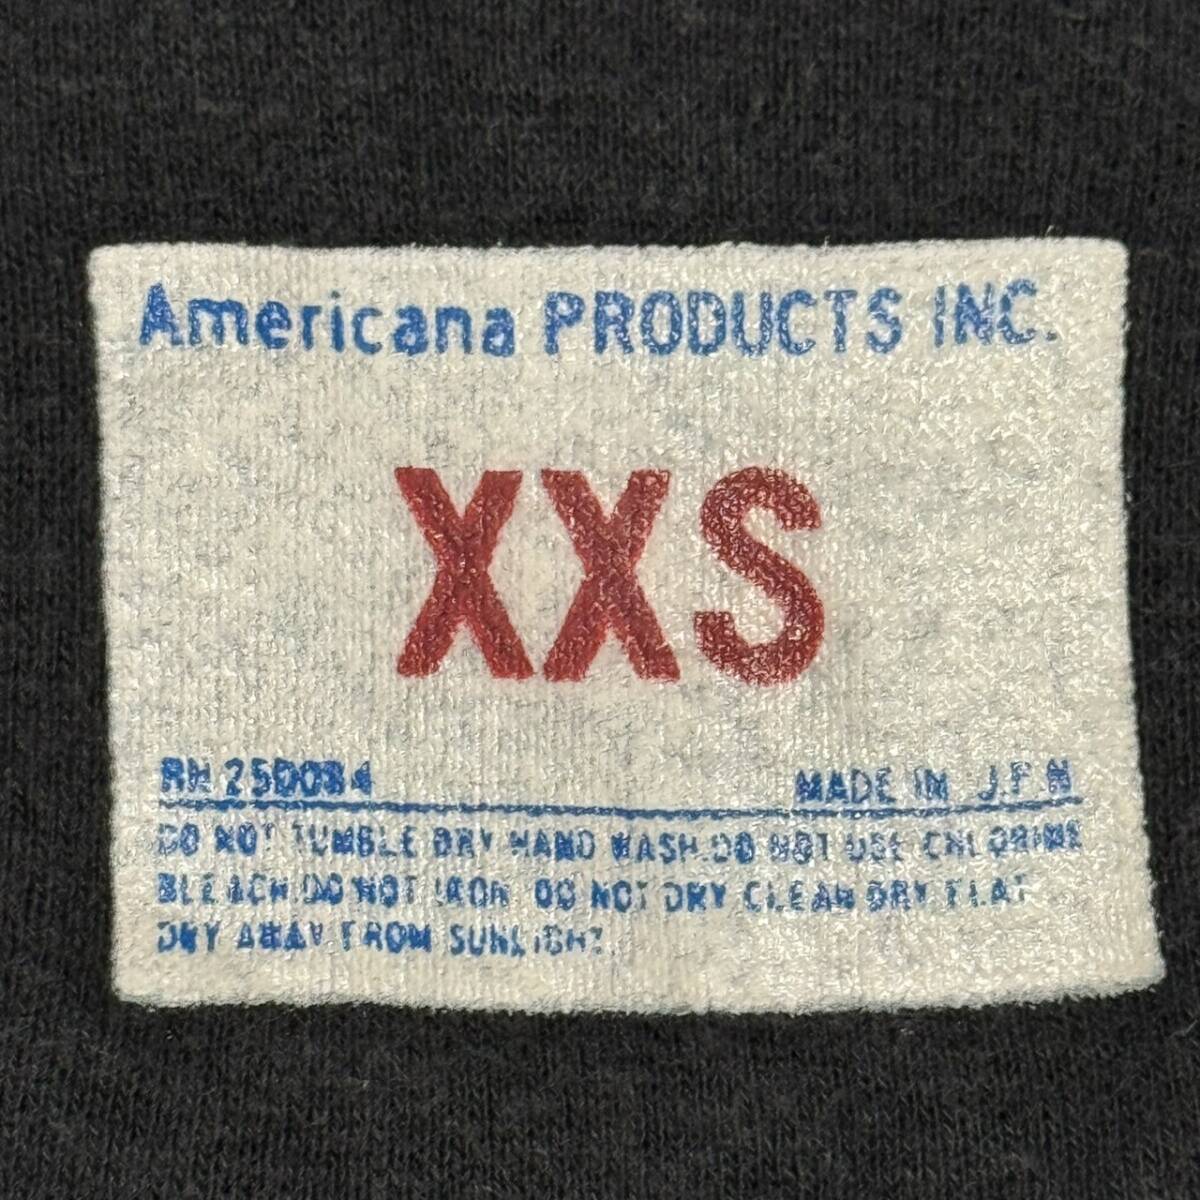 Americana PRODUCTS INC.
XXS
RN 25D084 MADE IN J.P.N
DO NOT TUMBLE DRY HAND WASH.DO NOT USE CHLORINE
BLEACH.DO NOT IRON DO NOT DRY CLEAN DRY FLAT
DRY AWAY FROM SUNLIGHT.